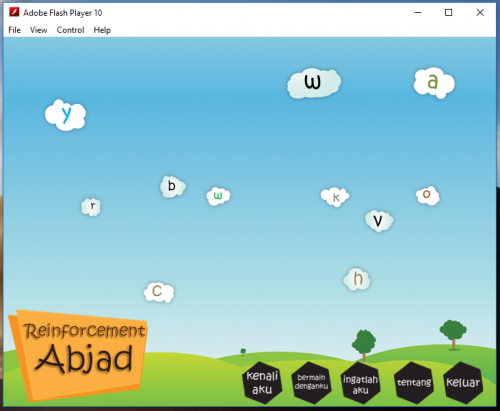 Adobe Flash Player 10
File View Control Help
w
a
y
b
w
k
o
r
v
h
c
Reinforcement
Abjad
kenali
aku
bermain
denganku
ingatlah
aku
tentang
keluar